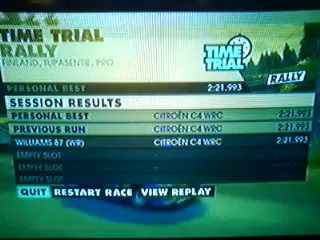 TIME TRIAL
RALLY
FINLAND, TUPASENTIE, PRO
TIME TRIAL
RALLY
PERSONAL BEST 2:21.993
SESSION RESULTS
PERSONAL BEST CITROËN C4 WRC 2:21.993
PREVIOUS RUN CITROËN C4 WRC 2:21.993
WILLIAMS 87 (WR) CITROËN C4 WRC 2:21.993
EMPTY SLOT -
EMPTY SLOT -
EMPTY SLOT -
QUIT RESTART RACE VIEW REPLAY